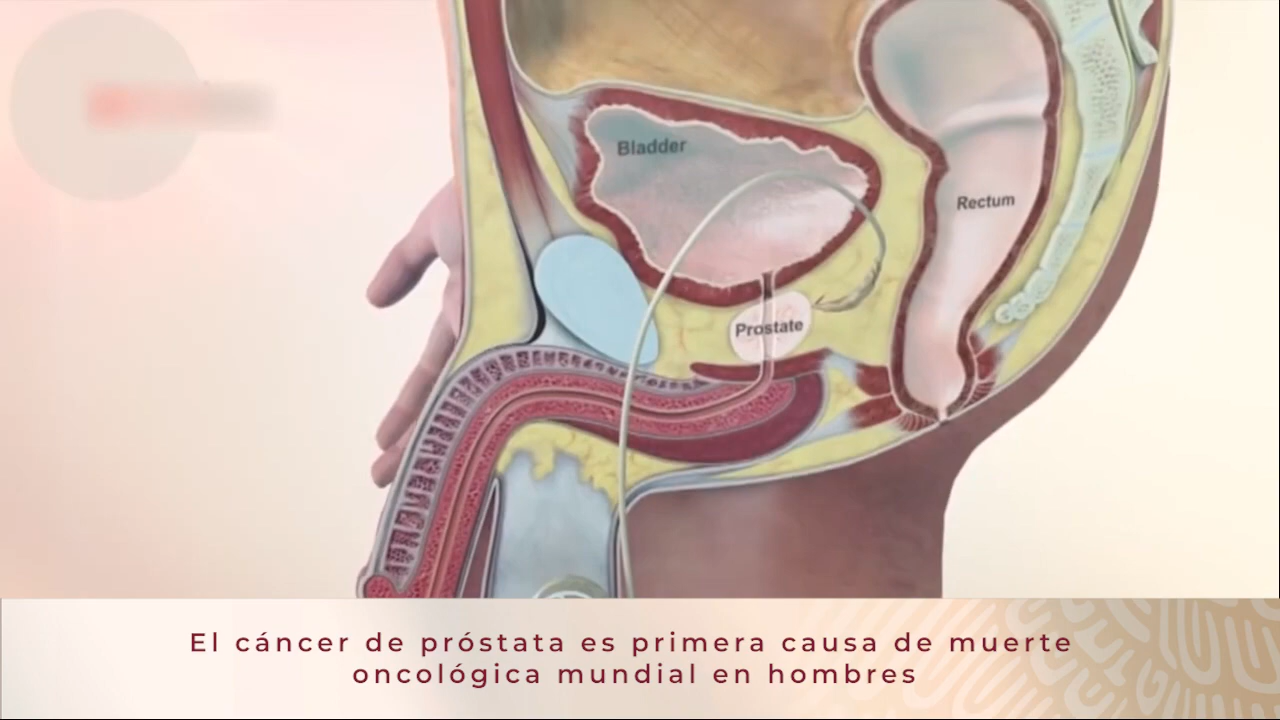 Bladder
Rectum
Prostate
El cáncer de próstata es primera causa de muerte
oncológica mundial en hombres